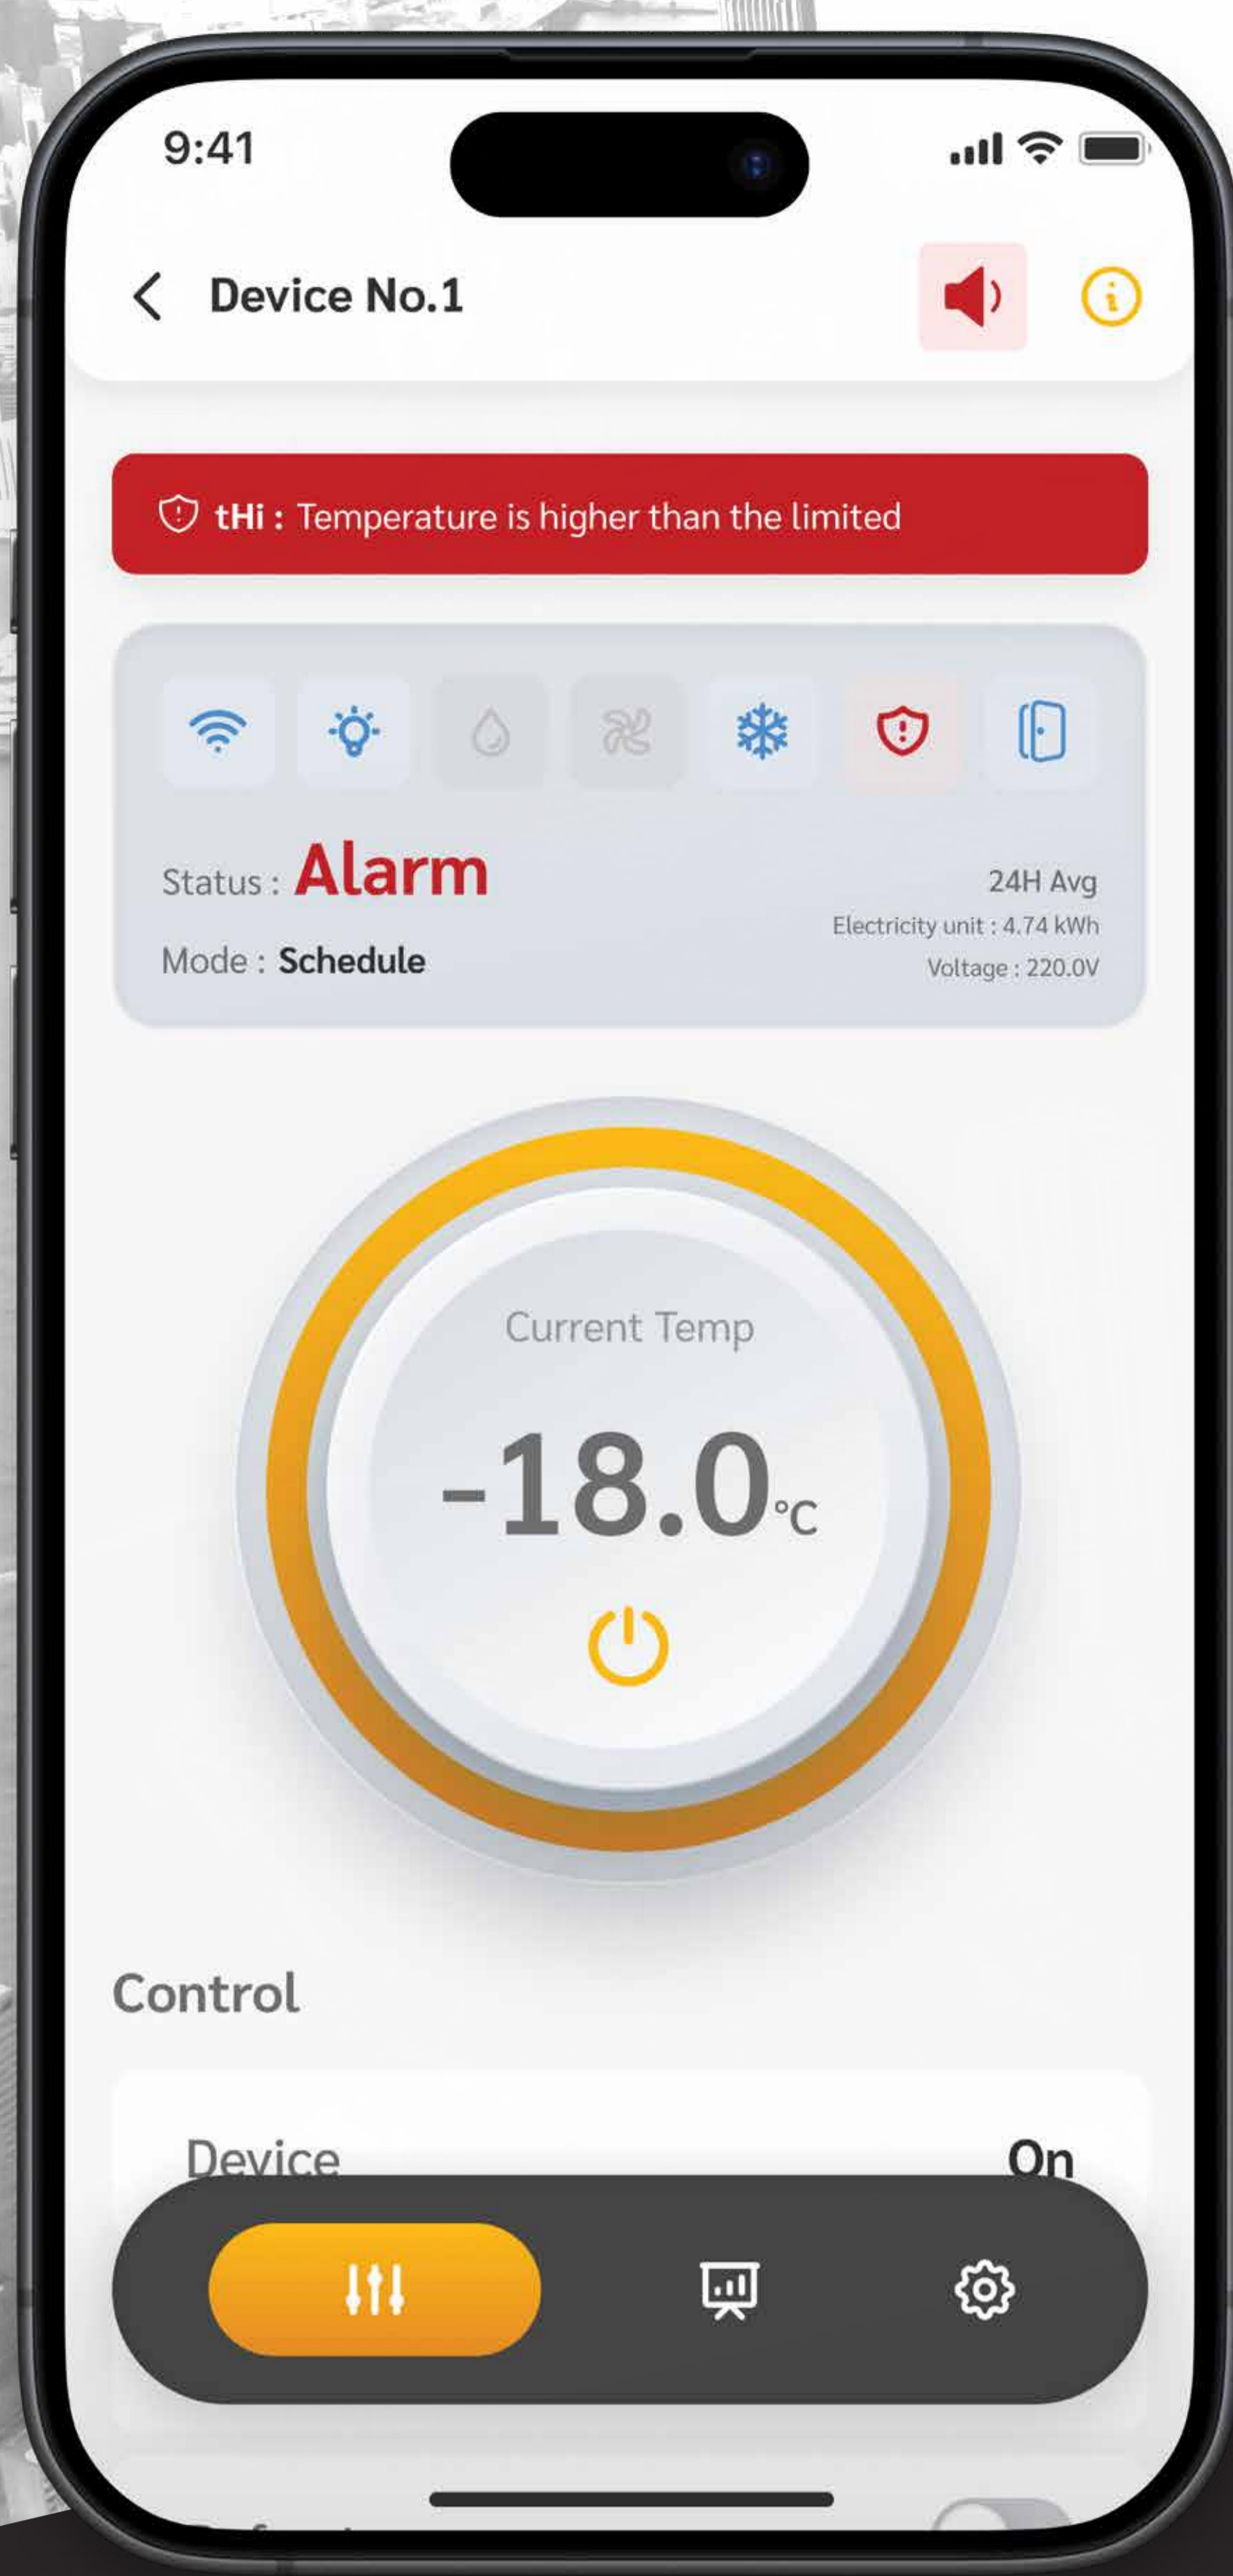 9:41
Device No.1
tHi : Temperature is higher than the limited
Status : Alarm
24H Avg
Electricity unit : 4.74 kWh
Mode : Schedule
Voltage : 220.0V
Current Temp
-18.0°C
Control
Device On